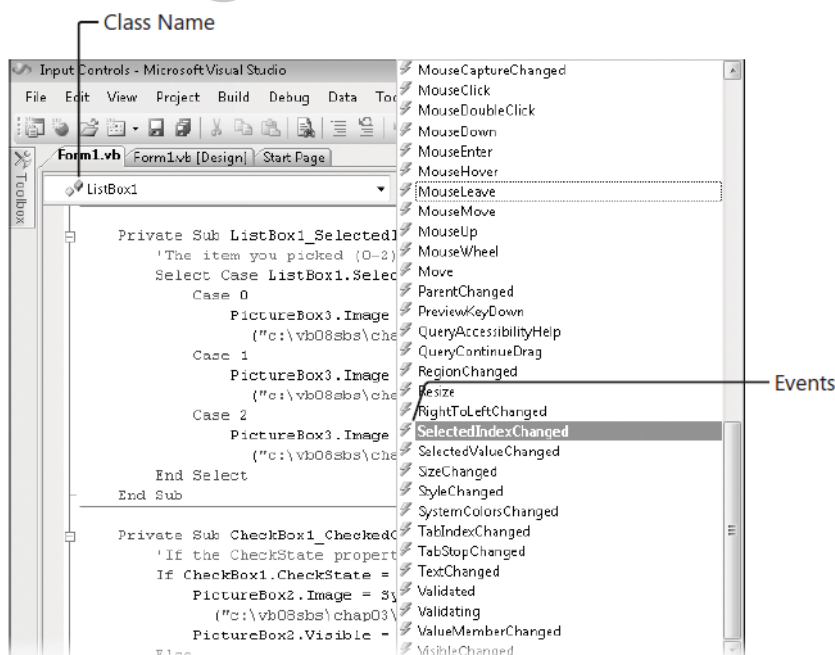 Class Name
Input Controls - Microsoft Visual Studio
File Edit View Project Build Debug Data
Form1.vb Form1.vb [Design] Start Page
Toolbox
ListBox1
Private Sub ListBox1_SelectedI
'The item you picked (0-2)
Select Case ListBox1.Selec
Case 0
PictureBox3.Image
("c:\vb08sbs\cha
Case 1
PictureBox3.Image
("c:\vb08sbs\cha
Case 2
PictureBox3.Image
("c:\vb08sbs\cha
End Select
End Sub
Private Sub CheckBox1_CheckedC
'If the CheckState propert
If CheckBox1.CheckState =
PictureBox2.Image = Sy
("c:\vb08sbs\chap03\
PictureBox2.Visible =
Else
MouseCaptureChanged
MouseClick
MouseDoubleClick
MouseDown
MouseEnter
MouseHover
MouseLeave
MouseMove
MouseUp
MouseWheel
Move
ParentChanged
PreviewKeyDown
QueryAccessibilityHelp
QueryContinueDrag
RegionChanged
Resize
RightToLeftChanged
SelectedIndexChanged
SelectedValueChanged
SizeChanged
StyleChanged
SystemColorsChanged
TabIndexChanged
TabStopChanged
TextChanged
Validated
Validating
ValueMemberChanged
VisibleChanged
Events